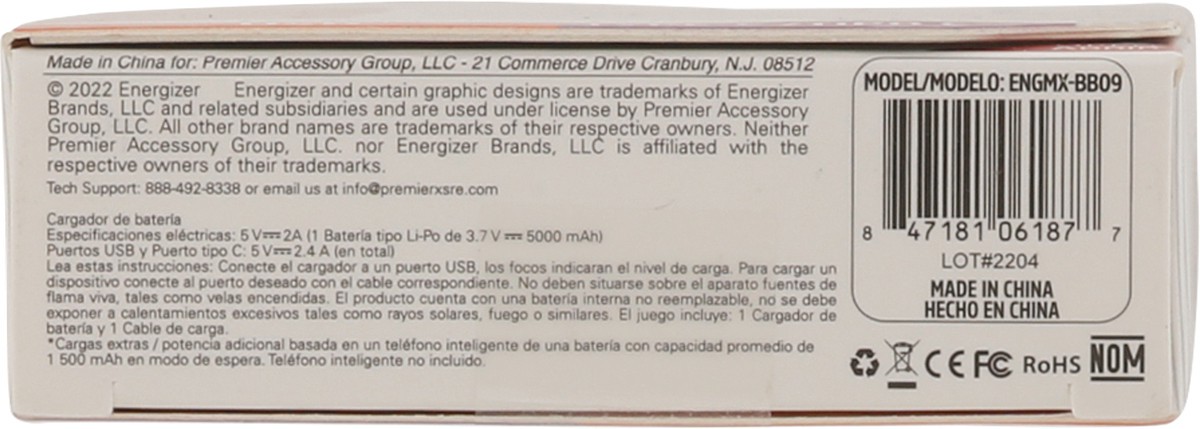 Made in China for: Premier Accessory Group, LLC - 21 Commerce Drive Cranbury, N.J. 08512
© 2022 Energizer Energizer and certain graphic designs are trademarks of Energizer
Brands, LLC and related subsidiaries and are used under license by Premier Accessory
Group, LLC. All other brand names are trademarks of their respective owners. Neither
Premier Accessory Group, LLC. nor Energizer Brands, LLC is affiliated with the
respective owners of their trademarks.
Tech Support: 888-492-8338 or email us at info@premierxsre.com
Cargador de batería
Especificaciones eléctricas: 5 V⎓2A (1 Batería tipo Li-Po de 3.7 V ⎓ 5000 mAh)
Puertos USB y Puerto tipo C: 5 V⎓2.4 A (en total)
Lea estas instrucciones: Conecte el cargador a un puerto USB, los focos indicaran el nivel de carga. Para cargar un
dispositivo conecte al puerto deseado con el cable correspondiente. No deben situarse sobre el aparato fuentes de
flama viva, tales como velas encendidas. El producto cuenta con una batería interna no reemplazable, no se debe
exponer a calentamientos excesivos tales como rayos solares, fuego o similares. El juego incluye: 1 Cargador de
batería y 1 Cable de carga.
*Cargas extras / potencia adicional basada en un teléfono inteligente de una batería con capacidad promedio de
1 500 mAh en modo de espera. Teléfono inteligente no incluido.
MODEL/MODELO: ENGMX-BB09
8 47181 06187 7
LOT#2204
MADE IN CHINA
HECHO EN CHINA
CE FC RoHS NOM